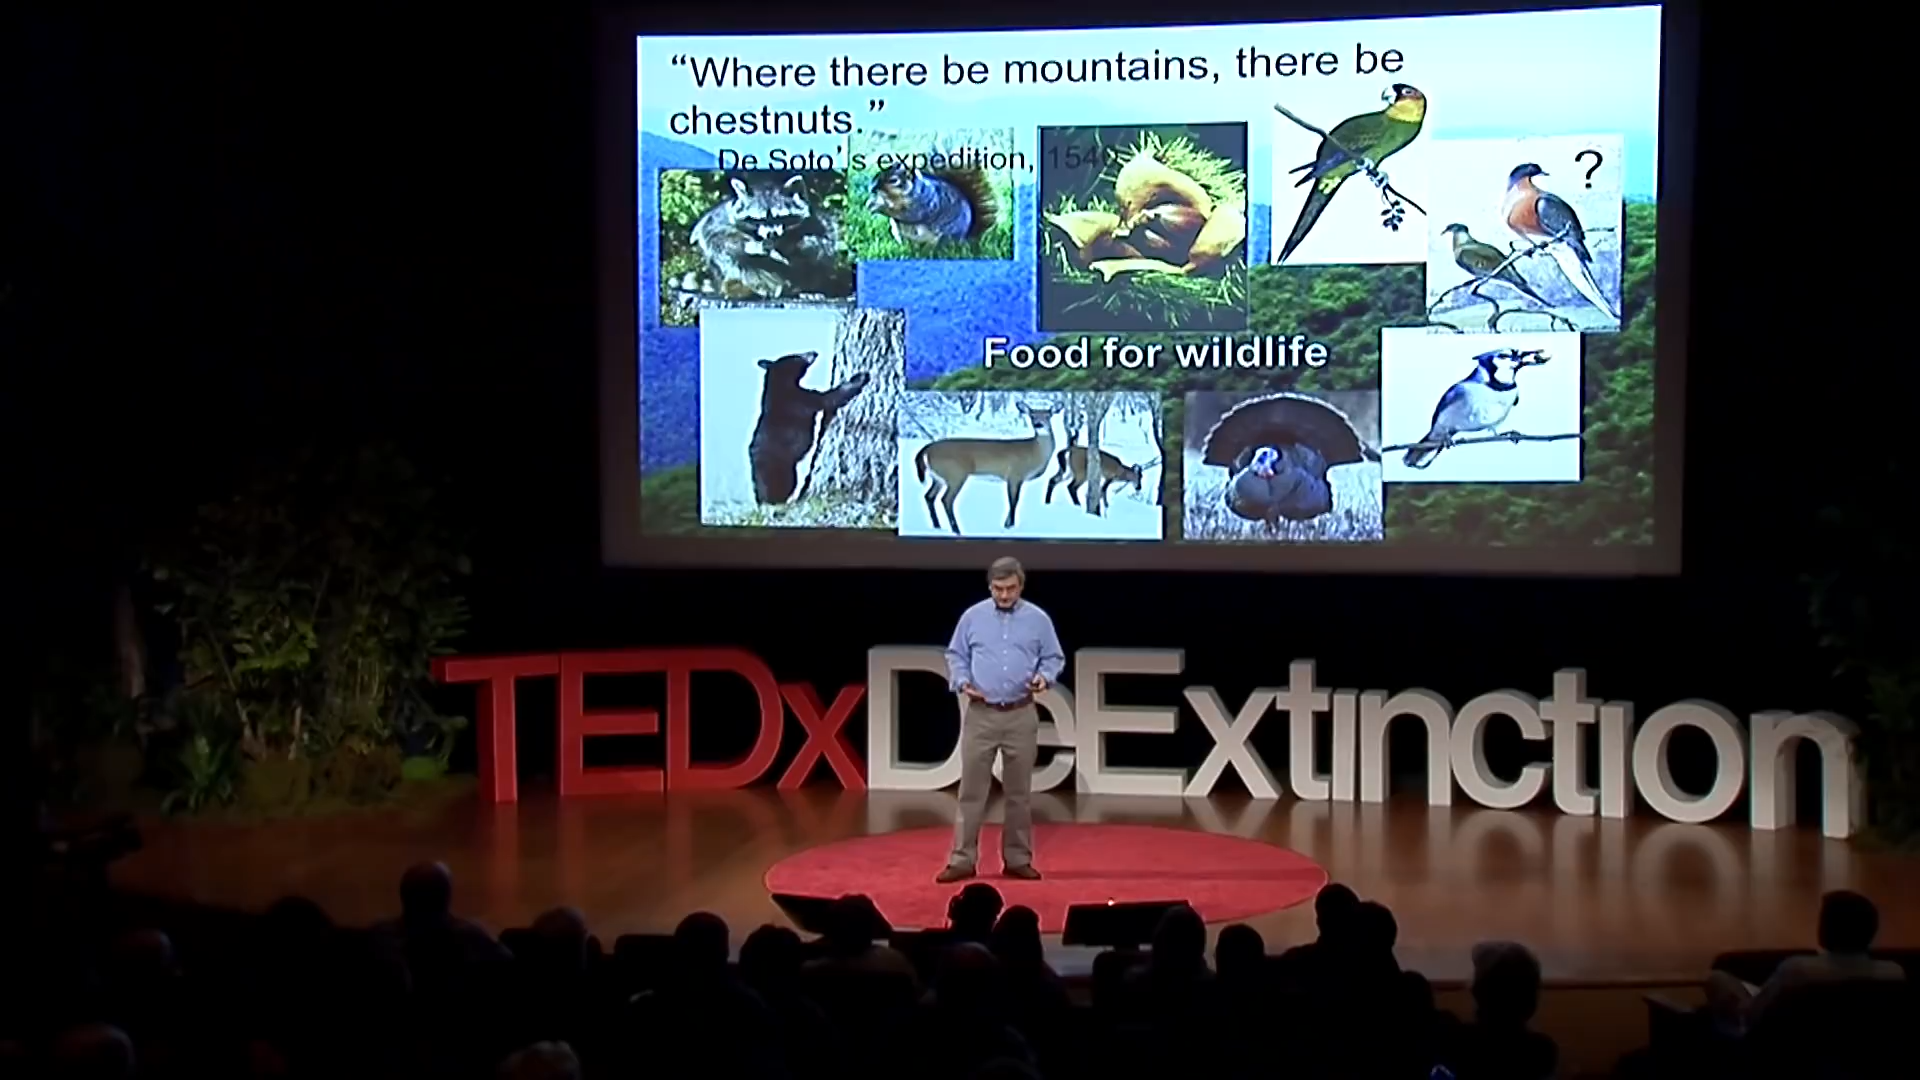 “Where there be mountains, there be
chestnuts.”
De Soto’s expedition, 1540
?
Food for wildlife
TEDxDeExtinction